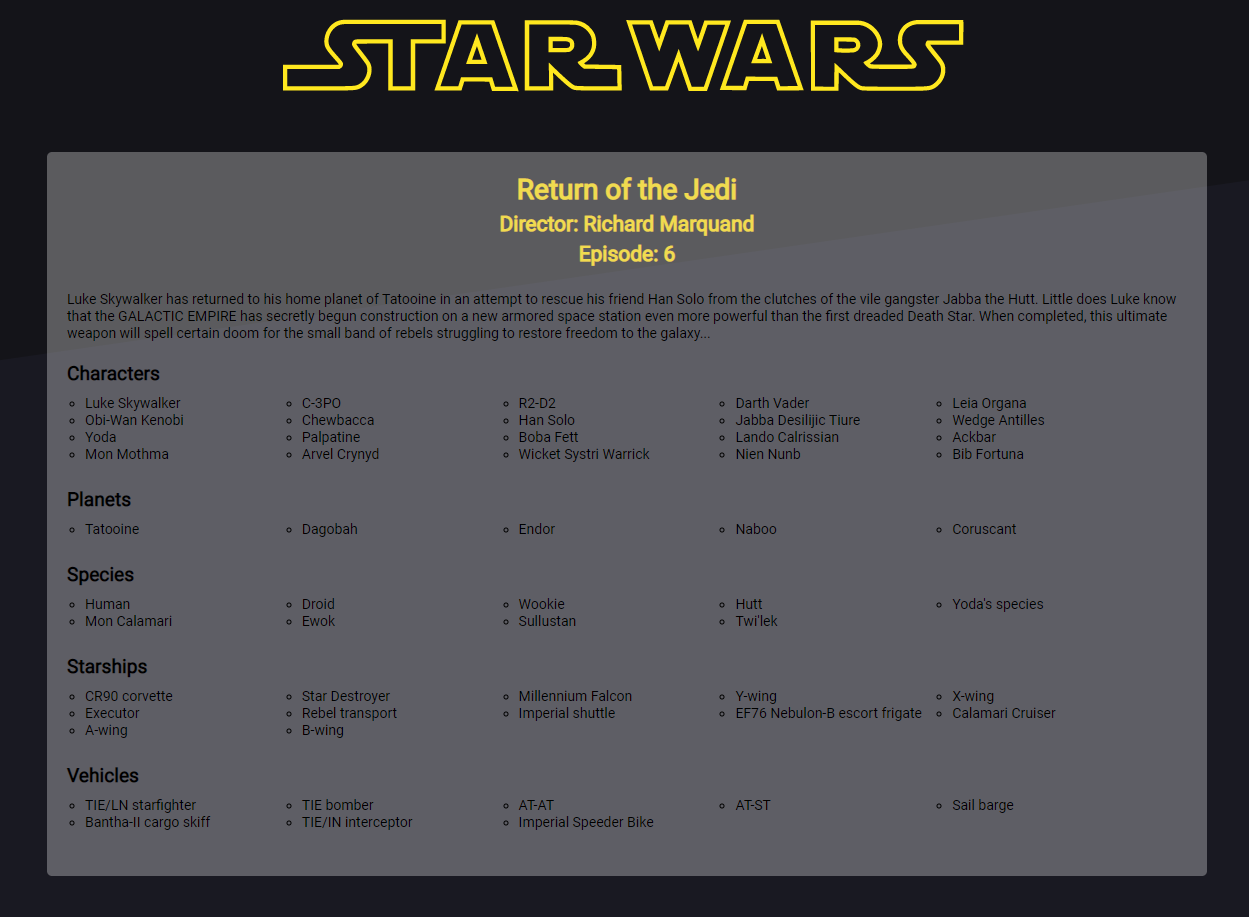 STAR WARS
Return of the Jedi
Director: Richard Marquand
Episode: 6
Luke Skywalker has returned to his home planet of Tatooine in an attempt to rescue his friend Han Solo from the clutches of the vile gangster Jabba the Hutt. Little does Luke know
that the GALACTIC EMPIRE has secretly begun construction on a new armored space station even more powerful than the first dreaded Death Star. When completed, this ultimate
weapon will spell certain doom for the small band of rebels struggling to restore freedom to the galaxy...
Characters
Luke Skywalker C-3PO R2-D2 Darth Vader Leia Organa
Obi-Wan Kenobi Chewbacca Han Solo Jabba Desilijic Tiure Wedge Antilles
Yoda Palpatine Boba Fett Lando Calrissian Ackbar
Mon Mothma Arvel Crynyd Wicket Systri Warrick Nien Nunb Bib Fortuna
Planets
Tatooine Dagobah Endor Naboo Coruscant
Species
Human Droid Wookie Hutt Yoda's species
Mon Calamari Ewok Sullustan Twi'lek
Starships
CR90 corvette Star Destroyer Millennium Falcon Y-wing X-wing
Executor Rebel transport Imperial shuttle EF76 Nebulon-B escort frigate Calamari Cruiser
A-wing B-wing
Vehicles
TIE/LN starfighter TIE bomber AT-AT AT-ST Sail barge
Bantha-II cargo skiff TIE/IN interceptor Imperial Speeder Bike